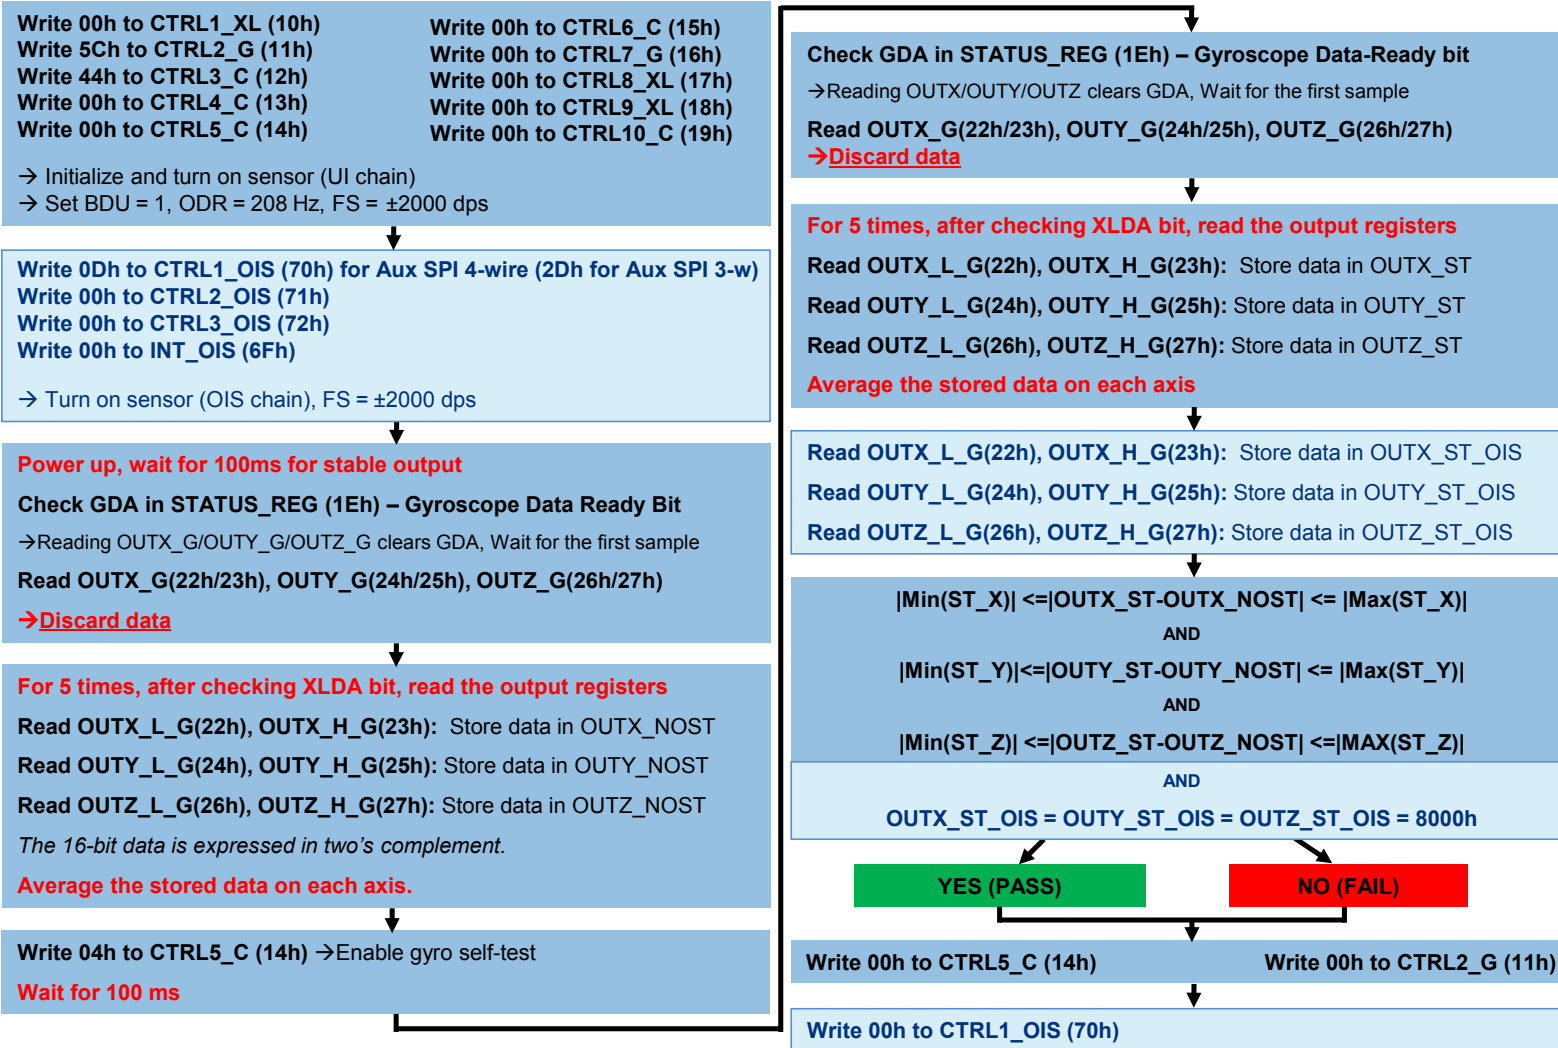 Write 00h to CTRL1_XL (10h)
Write 5Ch to CTRL2_G (11h)
Write 44h to CTRL3_C (12h)
Write 00h to CTRL4_C (13h)
Write 00h to CTRL5_C (14h)
Write 00h to CTRL6_C (15h)
Write 00h to CTRL7_G (16h)
Write 00h to CTRL8_XL (17h)
Write 00h to CTRL9_XL (18h)
Write 00h to CTRL10_C (19h)
→ Initialize and turn on sensor (UI chain)
→ Set BDU = 1, ODR = 208 Hz, FS = ±2000 dps
Write 0Dh to CTRL1_OIS (70h) for Aux SPI 4-wire (2Dh for Aux SPI 3-w)
Write 00h to CTRL2_OIS (71h)
Write 00h to CTRL3_OIS (72h)
Write 00h to INT_OIS (6Fh)
→ Turn on sensor (OIS chain), FS = ±2000 dps
Power up, wait for 100ms for stable output
Check GDA in STATUS_REG (1Eh) – Gyroscope Data Ready Bit
→Reading OUTX_G/OUTY_G/OUTZ_G clears GDA, Wait for the first sample
Read OUTX_G(22h/23h), OUTY_G(24h/25h), OUTZ_G(26h/27h)
→Discard data
For 5 times, after checking XLDA bit, read the output registers
Read OUTX_L_G(22h), OUTX_H_G(23h): Store data in OUTX_NOST
Read OUTY_L_G(24h), OUTY_H_G(25h): Store data in OUTY_NOST
Read OUTZ_L_G(26h), OUTZ_H_G(27h): Store data in OUTZ_NOST
The 16-bit data is expressed in two's complement.
Average the stored data on each axis.
Write 04h to CTRL5_C (14h) →Enable gyro self-test
Wait for 100 ms
Check GDA in STATUS_REG (1Eh) – Gyroscope Data-Ready bit
→Reading OUTX/OUTY/OUTZ clears GDA, Wait for the first sample
Read OUTX_G(22h/23h), OUTY_G(24h/25h), OUTZ_G(26h/27h)
→Discard data
For 5 times, after checking XLDA bit, read the output registers
Read OUTX_L_G(22h), OUTX_H_G(23h): Store data in OUTX_ST
Read OUTY_L_G(24h), OUTY_H_G(25h): Store data in OUTY_ST
Read OUTZ_L_G(26h), OUTZ_H_G(27h): Store data in OUTZ_ST
Average the stored data on each axis
Read OUTX_L_G(22h), OUTX_H_G(23h): Store data in OUTX_ST_OIS
Read OUTY_L_G(24h), OUTY_H_G(25h): Store data in OUTY_ST_OIS
Read OUTZ_L_G(26h), OUTZ_H_G(27h): Store data in OUTZ_ST_OIS
|Min(ST_X)| <=|OUTX_ST-OUTX_NOST| <= |Max(ST_X)|
AND
|Min(ST_Y)|<=|OUTY_ST-OUTY_NOST| <= |Max(ST_Y)|
AND
|Min(ST_Z)| <=|OUTZ_ST-OUTZ_NOST| <=|MAX(ST_Z)|
AND
OUTX_ST_OIS = OUTY_ST_OIS = OUTZ_ST_OIS = 8000h
YES (PASS)
NO (FAIL)
Write 00h to CTRL5_C (14h)
Write 00h to CTRL2_G (11h)
Write 00h to CTRL1_OIS (70h)